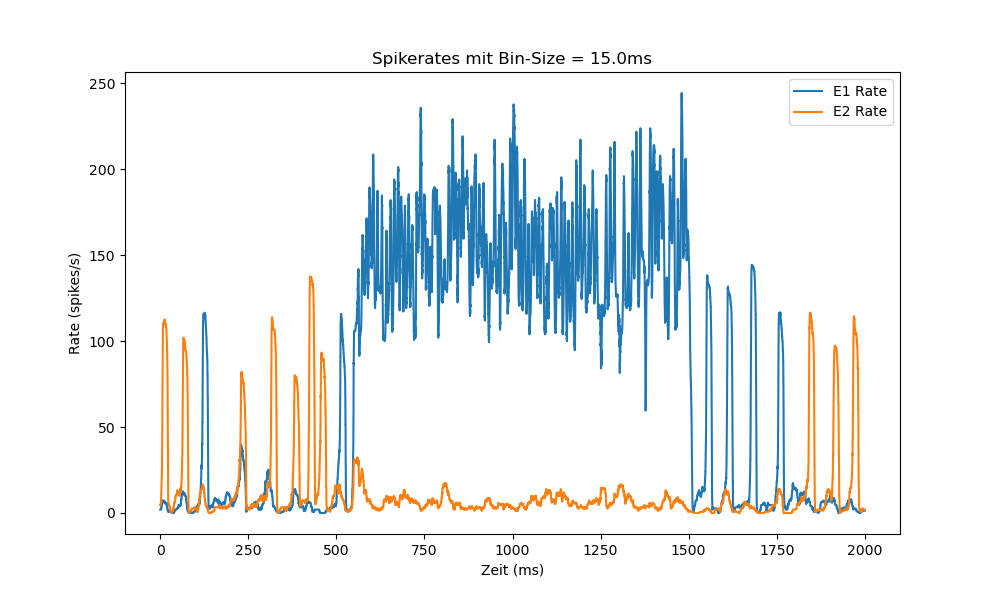 Spikerates mit Bin-Size = 15.0ms
E1 Rate
E2 Rate
250
200
150
100
50
0
Rate (spikes/s)
0 250 500 750 1000 1250 1500 1750 2000
Zeit (ms)